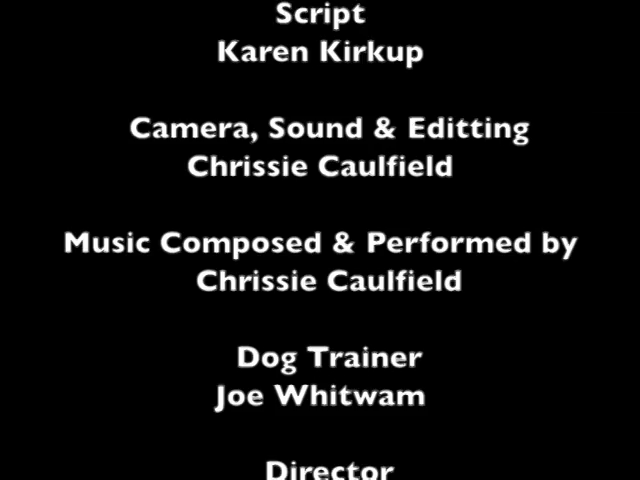 Script
Karen Kirkup
Camera, Sound & Editting
Chrissie Caulfield
Music Composed & Performed by
Chrissie Caulfield
Dog Trainer
Joe Whitwam
Director